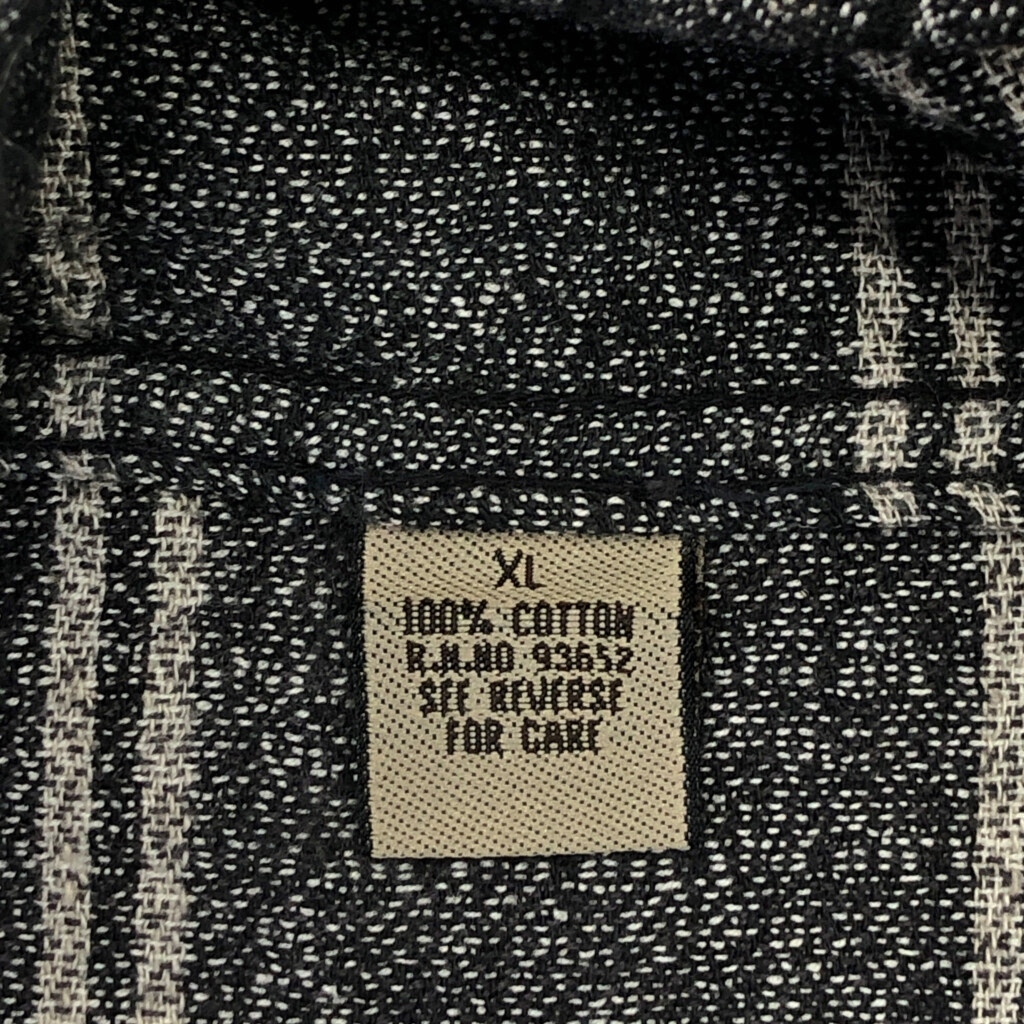 XL
100% COTTON
R.N.NO 93652
SEE REVERSE
FOR CARE